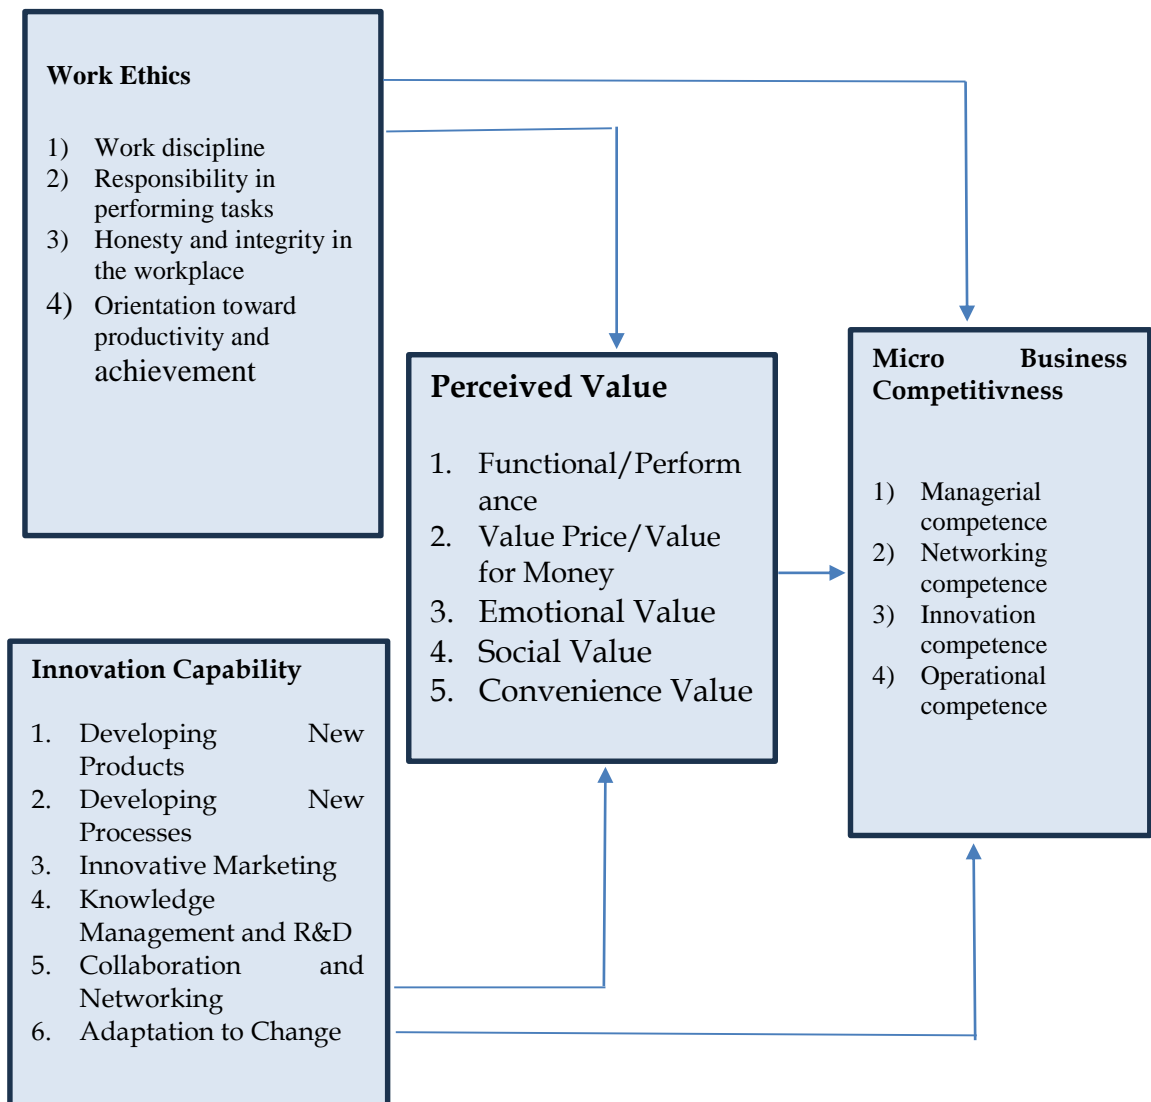 Work Ethics
1) Work discipline
2) Responsibility in
performing tasks
3) Honesty and integrity in
the workplace
4) Orientation toward
productivity and
achievement
Perceived Value
1. Functional/Perform
ance
2. Value Price/Value
for Money
3. Emotional Value
4. Social Value
5. Convenience Value
Micro Business
Competitivness
1) Managerial
competence
2) Networking
competence
3) Innovation
competence
4) Operational
competence
Innovation Capability
1. Developing New
Products
2. Developing New
Processes
3. Innovative Marketing
4. Knowledge
Management and R&D
5. Collaboration and
Networking
6. Adaptation to Change